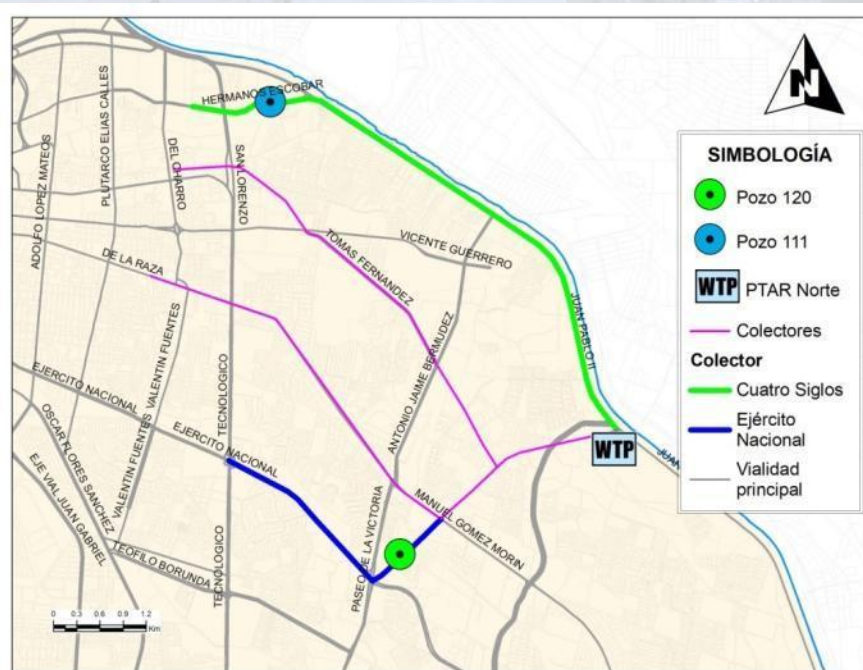 HERMANOS ESCOBAR
N
ADOLFO LOPEZ MATEOS
PLUTARCO ELIAS CALLES
DEL CHARRO
SAN LORENZO
TOMAS FERNANDEZ
VICENTE GUERRERO
DE LA RAZA
JUAN PABLO II
ANTONIO JAIME BERMUDEZ
VALENTIN FUENTES
VALENTIN FUENTES
TECNOLOGICO
EJERCITO NACIONAL
EJERCITO NACIONAL
OSCAR FLORES SANCHEZ
EJE VIAL JUAN GABRIEL
TEOFILO BORUNDA
TECNOLOGICO
PASEO DE LA VICTORIA
MANUEL GOMEZ MORIN
WTP
JUAN
0 0.3 0.6 0.9 1.2
Km
SIMBOLOGÍA
Pozo 120
Pozo 111
WTP PTAR Norte
Colectores
Colector
Cuatro Siglos
Ejército
Nacional
Vialidad
principal